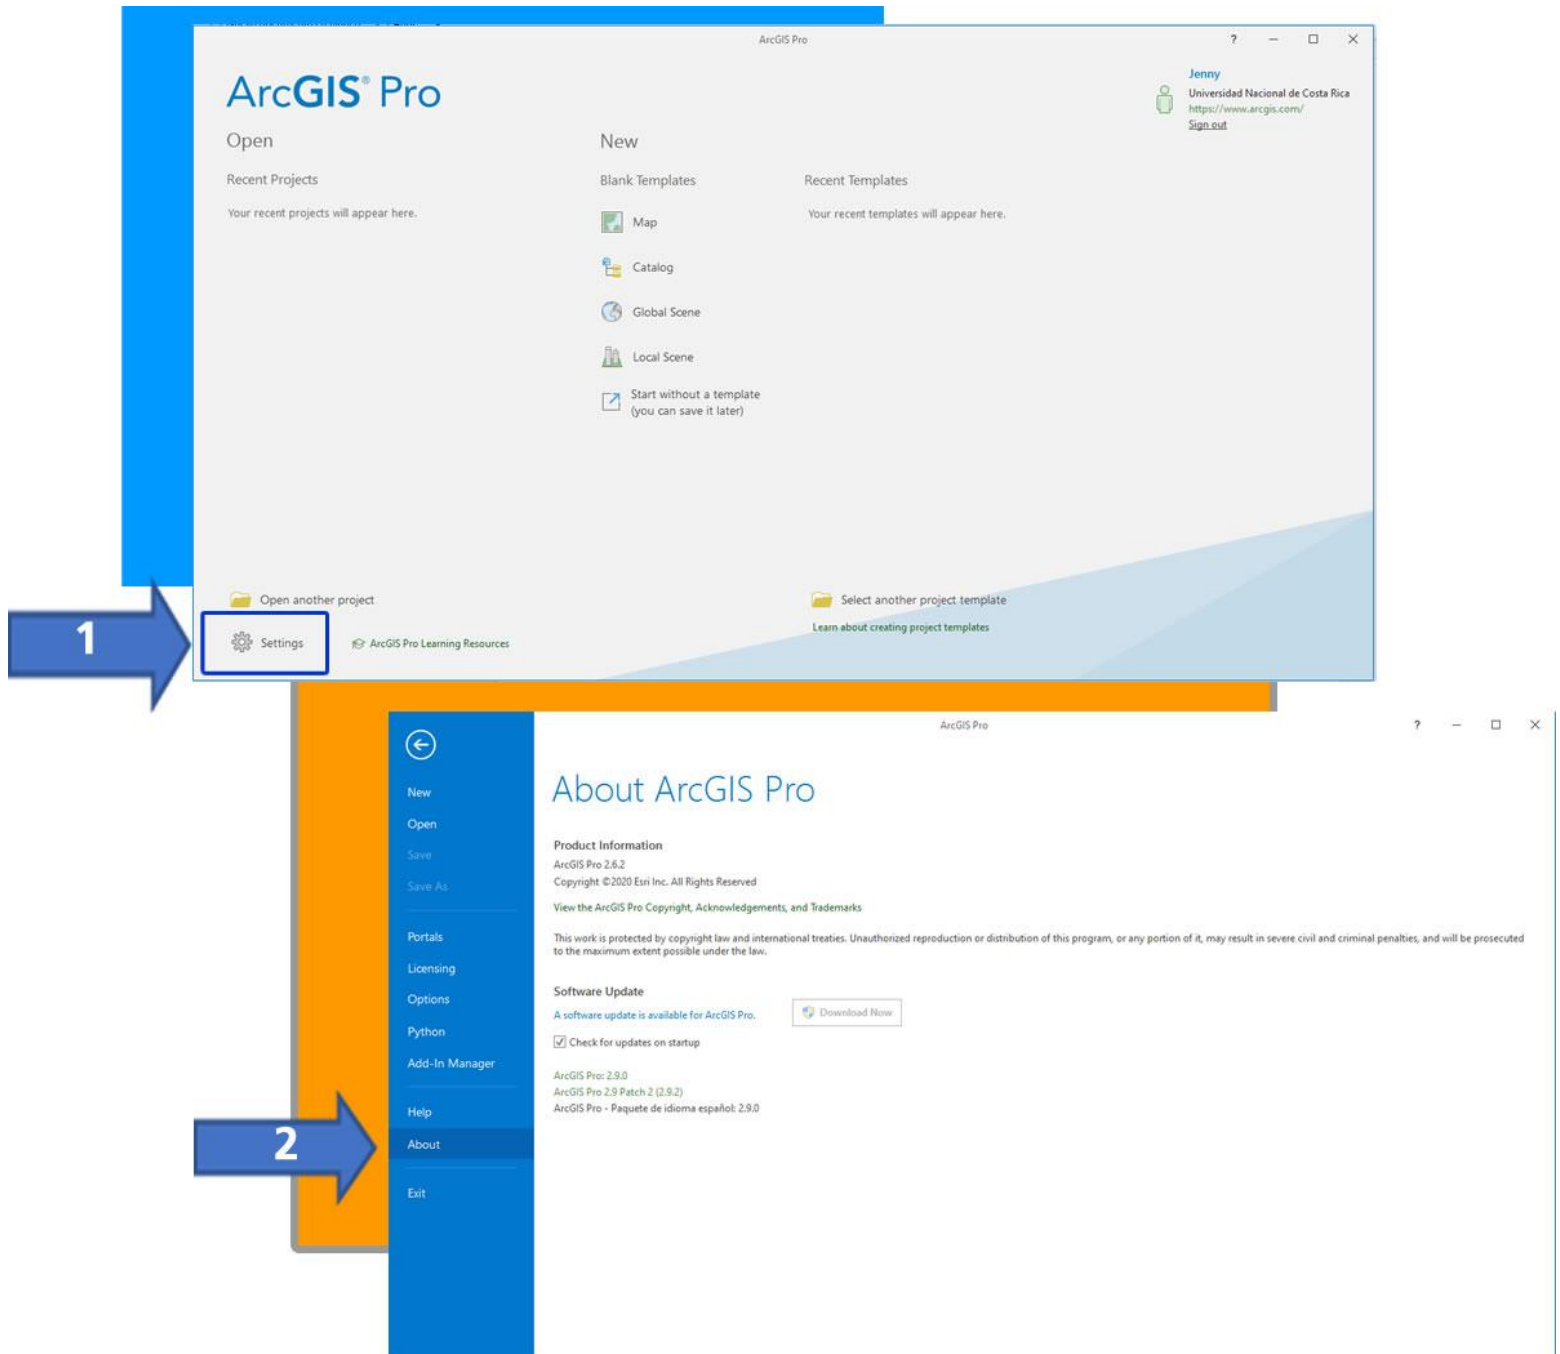 ArcGIS Pro
?
ArcGIS® Pro
Jenny
Universidad Nacional de Costa Rica
https://www.arcgis.com/
Sign out
Open
New
Recent Projects
Blank Templates
Recent Templates
Your recent projects will appear here.
Your recent templates will appear here.
Map
Catalog
Global Scene
Local Scene
Start without a template
(you can save it later)
Open another project
Select another project template
1
Settings
ArcGIS Pro Learning Resources
Learn about creating project templates
ArcGIS Pro
?
New
Open
Save
Save As
Portals
Licensing
Options
Python
Add-In Manager
Help
2
About
Exit
About ArcGIS Pro
Product Information
ArcGIS Pro 2.6.2
Copyright ©2020 Esri Inc. All Rights Reserved
View the ArcGIS Pro Copyright, Acknowledgements, and Trademarks
This work is protected by copyright law and international treaties. Unauthorized reproduction or distribution of this program, or any portion of it, may result in severe civil and criminal penalties, and will be prosecuted
to the maximum extent possible under the law.
Software Update
A software update is available for ArcGIS Pro.
Download Now
Check for updates on startup
ArcGIS Pro: 2.9.0
ArcGIS Pro 2.9 Patch 2 (2.9.2)
ArcGIS Pro - Paquete de idioma español: 2.9.0